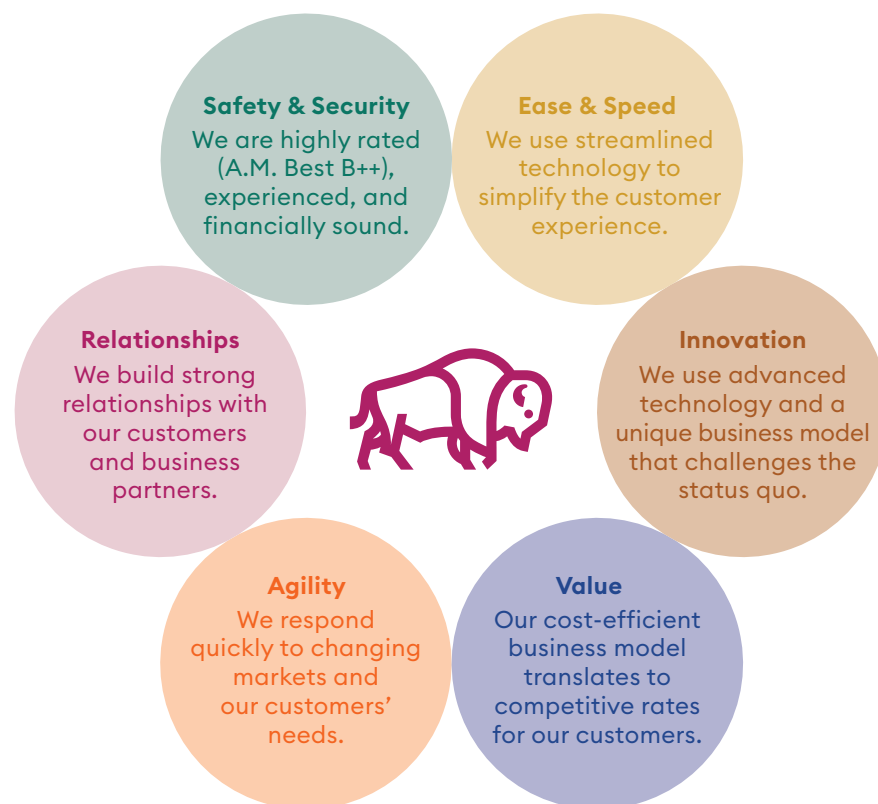 Safety & Security
We are highly rated
(A.M. Best B++),
experienced, and
financially sound.
Ease & Speed
We use streamlined
technology to
simplify the customer
experience.
Relationships
We build strong
relationships with
our customers
and business
partners.
Innovation
We use advanced
technology and a
unique business model
that challenges the
status quo.
Agility
We respond
quickly to changing
markets and
our customers’
needs.
Value
Our cost-efficient
business model
translates to
competitive rates
for our customers.